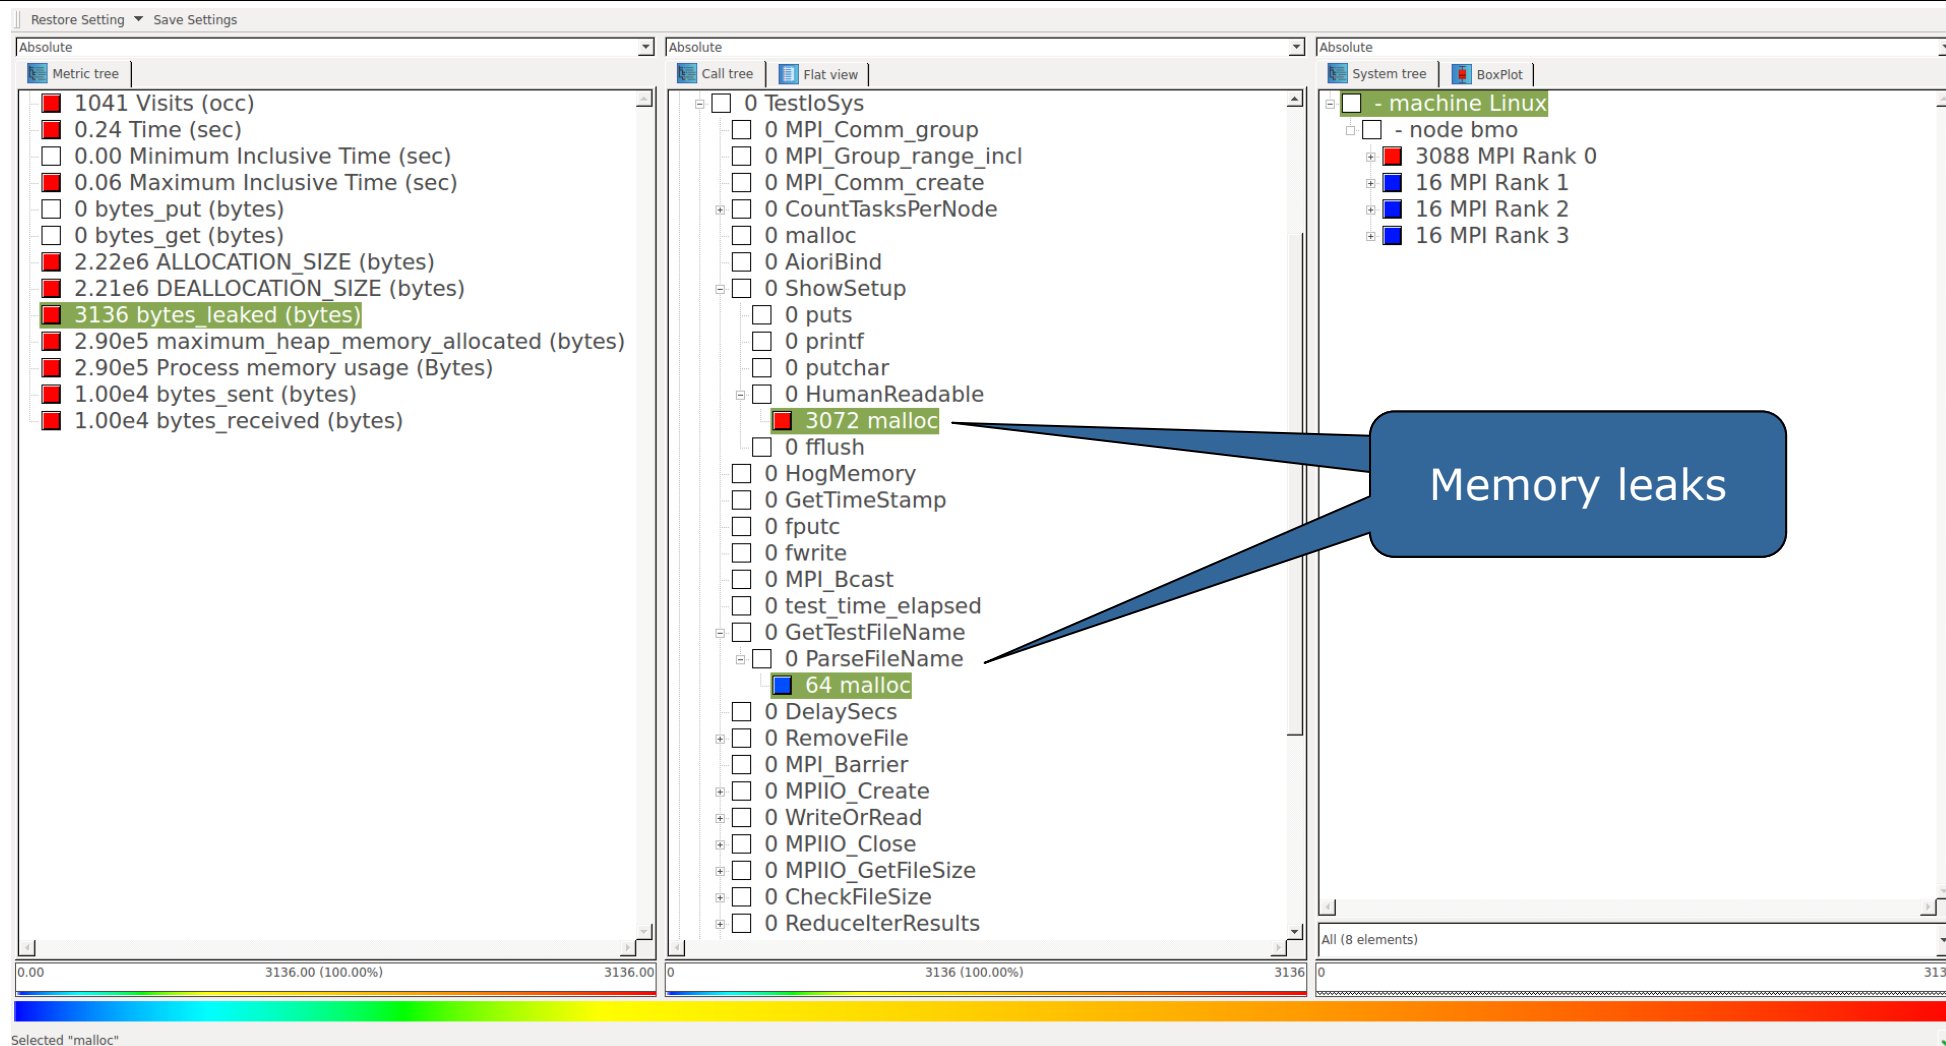 Restore Setting Save Settings
Absolute
Metric tree
1041 Visits (occ)
0.24 Time (sec)
0.00 Minimum Inclusive Time (sec)
0.06 Maximum Inclusive Time (sec)
0 bytes_put (bytes)
0 bytes_get (bytes)
2.22e6 ALLOCATION_SIZE (bytes)
2.21e6 DEALLOCATION_SIZE (bytes)
3136 bytes_leaked (bytes)
2.90e5 maximum_heap_memory_allocated (bytes)
2.90e5 Process memory usage (Bytes)
1.00e4 bytes_sent (bytes)
1.00e4 bytes_received (bytes)
0.00 3136.00 (100.00%) 3136.00
Absolute
Call tree Flat view
0 TestIoSys
0 MPI_Comm_group
0 MPI_Group_range_incl
0 MPI_Comm_create
0 CountTasksPerNode
0 malloc
0 AioriBind
0 ShowSetup
0 puts
0 printf
0 putchar
0 HumanReadable
3072 malloc
0 fflush
0 HogMemory
0 GetTimeStamp
0 fputc
0 fwrite
0 MPI_Bcast
0 test_time_elapsed
0 GetTestFileName
0 ParseFileName
64 malloc
0 DelaySecs
0 RemoveFile
0 MPI_Barrier
0 MPIIO_Create
0 WriteOrRead
0 MPIIO_Close
0 MPIIO_GetFileSize
0 CheckFileSize
0 ReduceIterResults
0 3136 (100.00%) 3136
Absolute
System tree BoxPlot
- machine Linux
- node bmo
3088 MPI Rank 0
16 MPI Rank 1
16 MPI Rank 2
16 MPI Rank 3
Memory leaks
All (8 elements)
0 313
Selected "malloc"